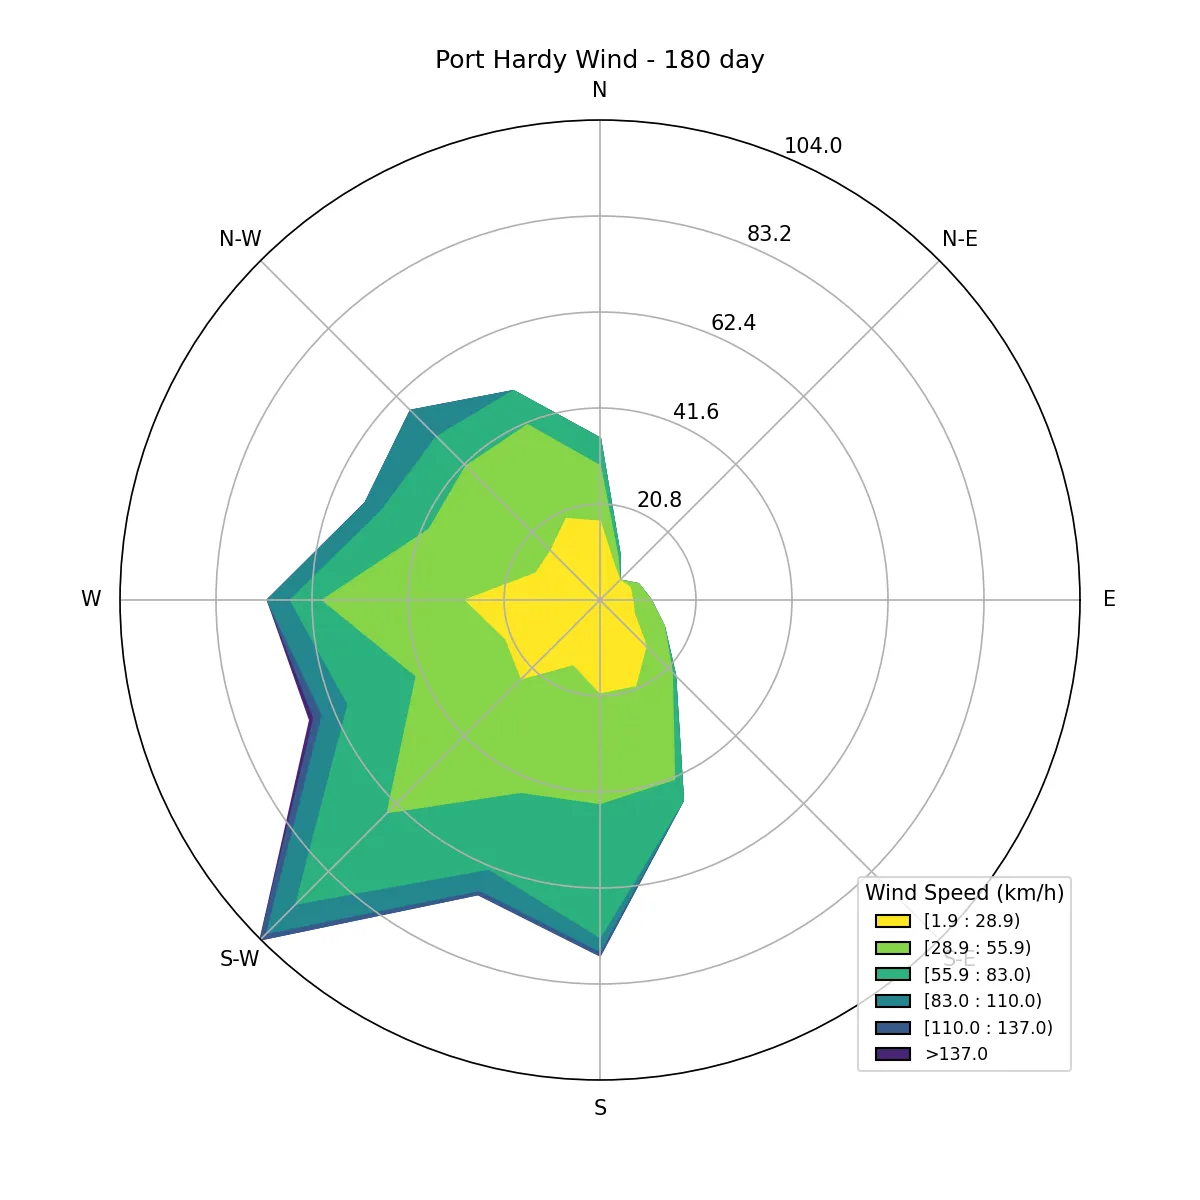 Port Hardy Wind - 180 day
N
104.0
83.2
N-W
N-E
62.4
41.6
20.8
W
E
Wind Speed (km/h)
[1.9 : 28.9)
[28.9 : 55.9)
S-W
S-E
[55.9 : 83.0)
[83.0 : 110.0)
[110.0 : 137.0)
>137.0
S